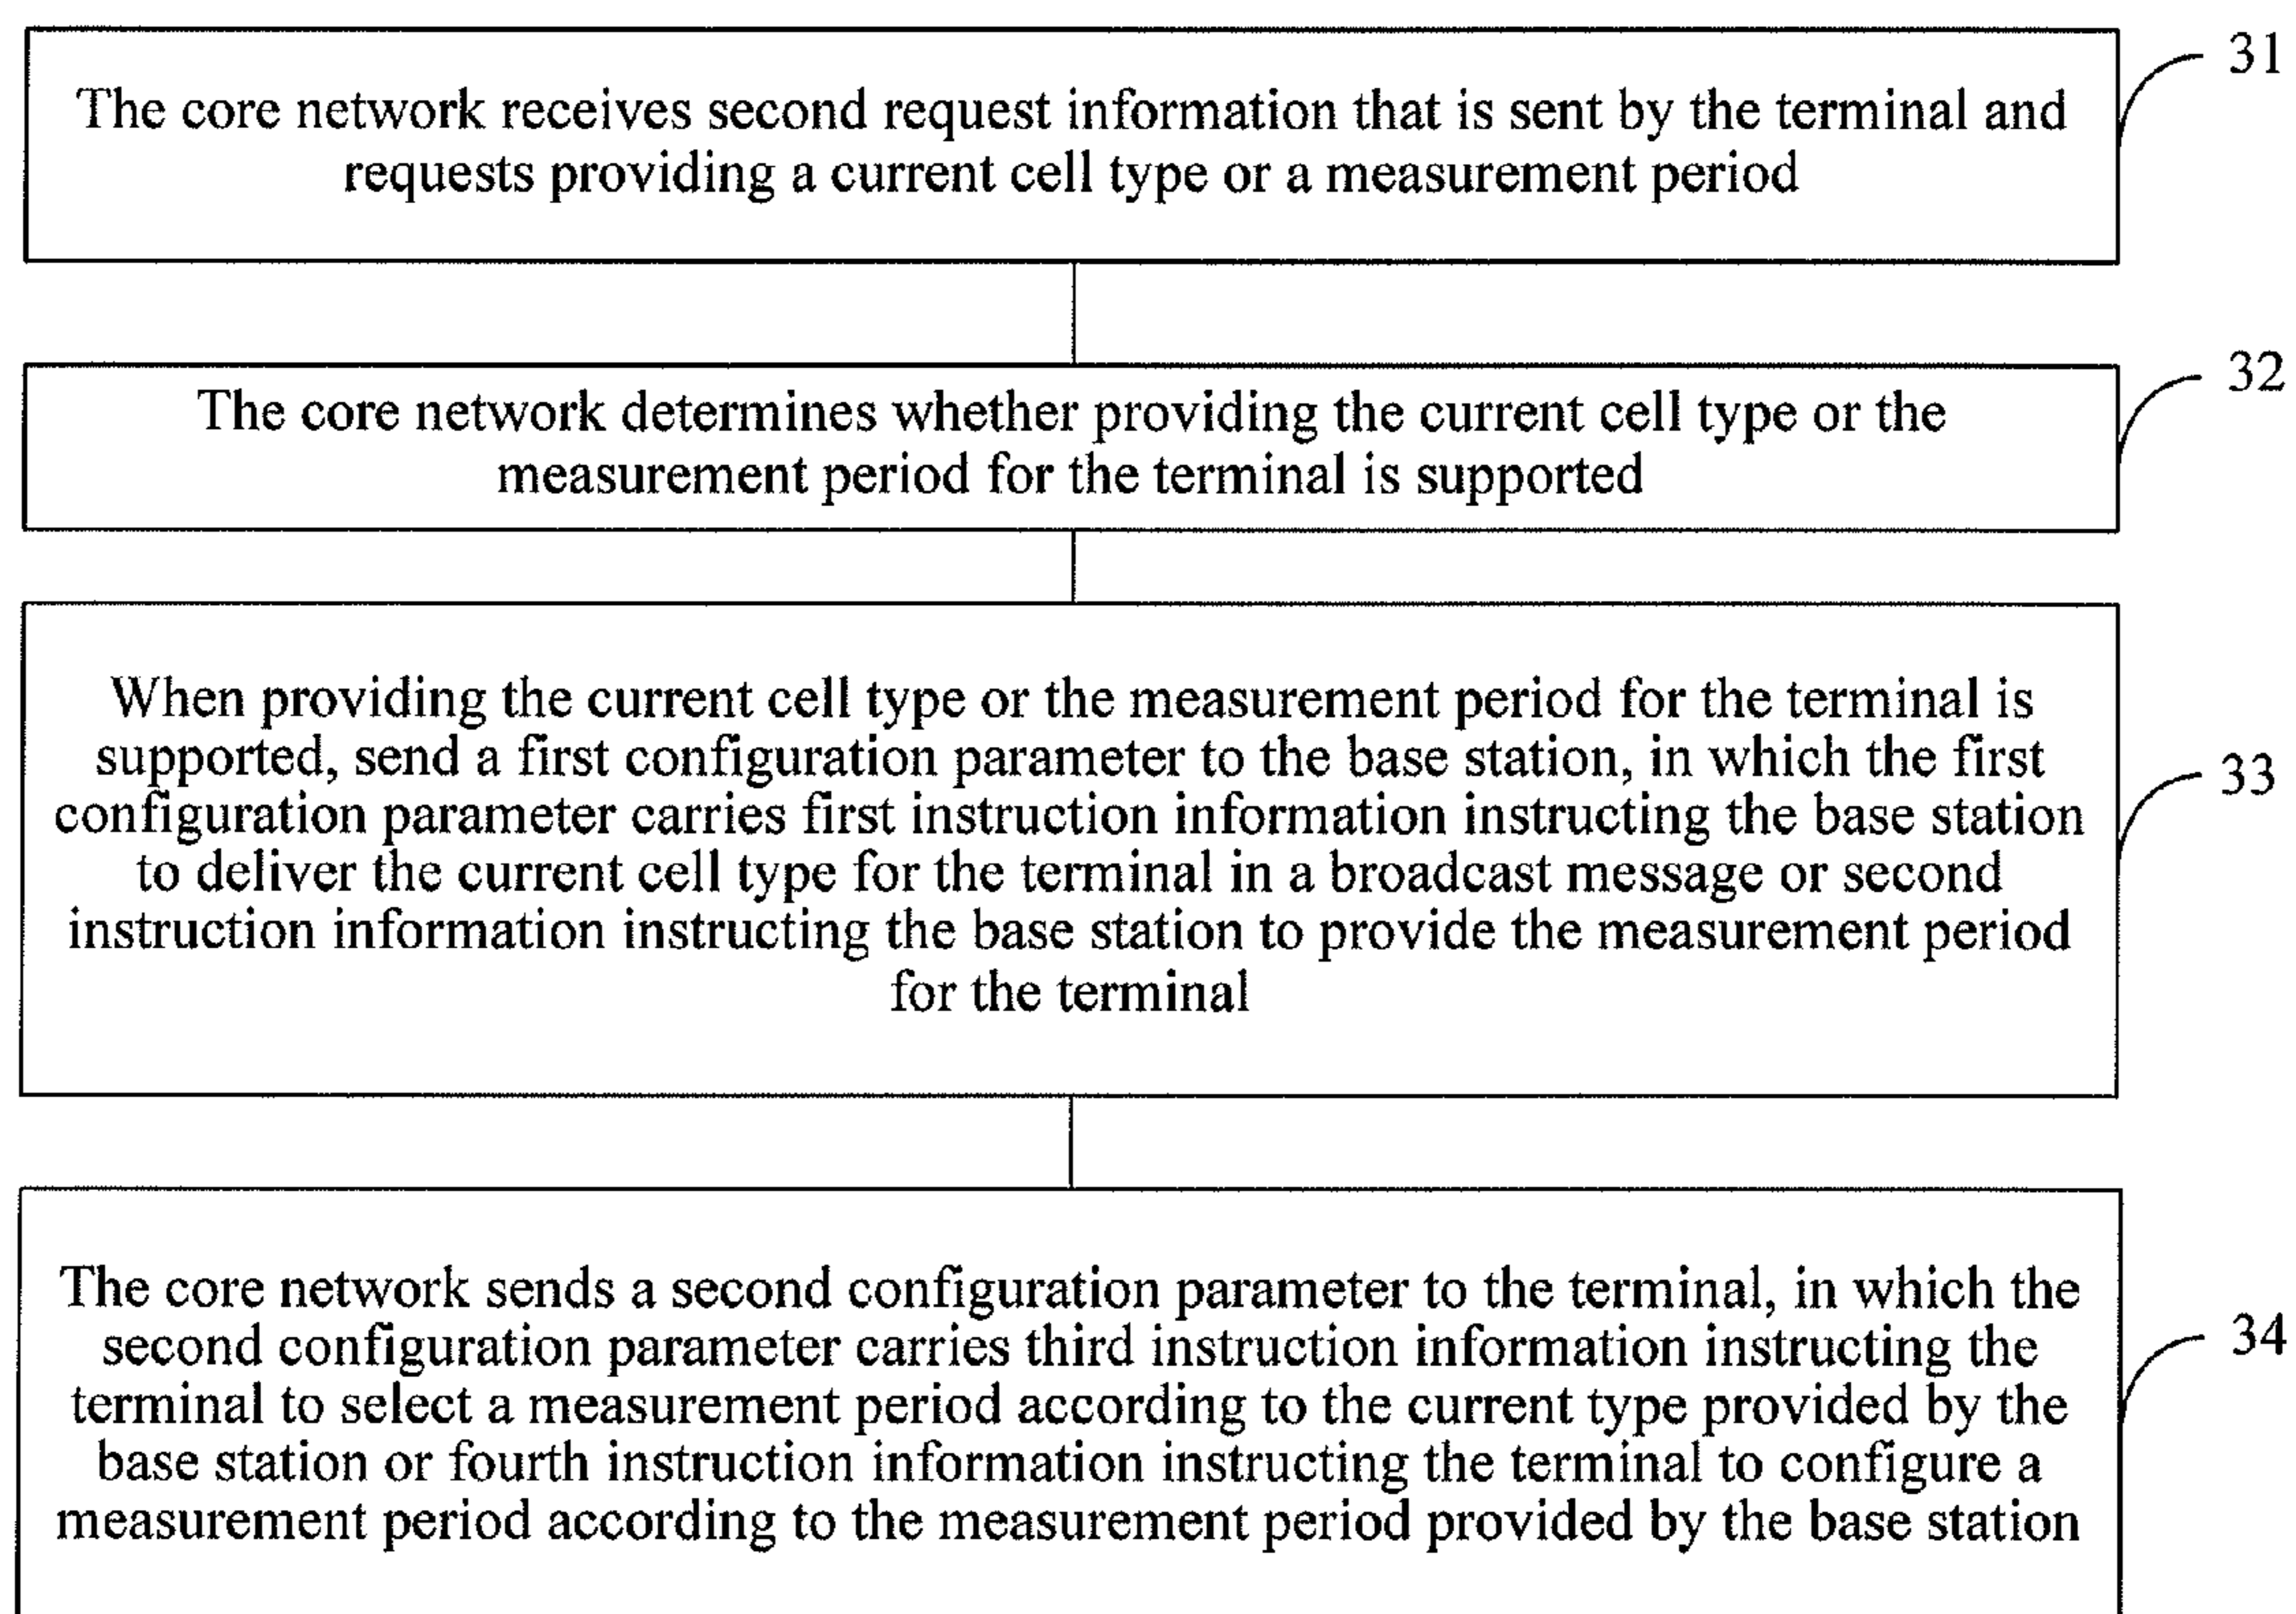 31
The core network receives second request information that is sent by the terminal and
requests providing a current cell type or a measurement period
32
The core network determines whether providing the current cell type or the
measurement period for the terminal is supported
When providing the current cell type or the measurement period for the terminal is
supported, send a first configuration parameter to the base station, in which the first
configuration parameter carries first instruction information instructing the base station
to deliver the current cell type for the terminal in a broadcast message or second
instruction information instructing the base station to provide the measurement period
for the terminal
33
The core network sends a second configuration parameter to the terminal, in which the
second configuration parameter carries third instruction information instructing the
terminal to select a measurement period according to the current type provided by the
base station or fourth instruction information instructing the terminal to configure a
measurement period according to the measurement period provided by the base station
34